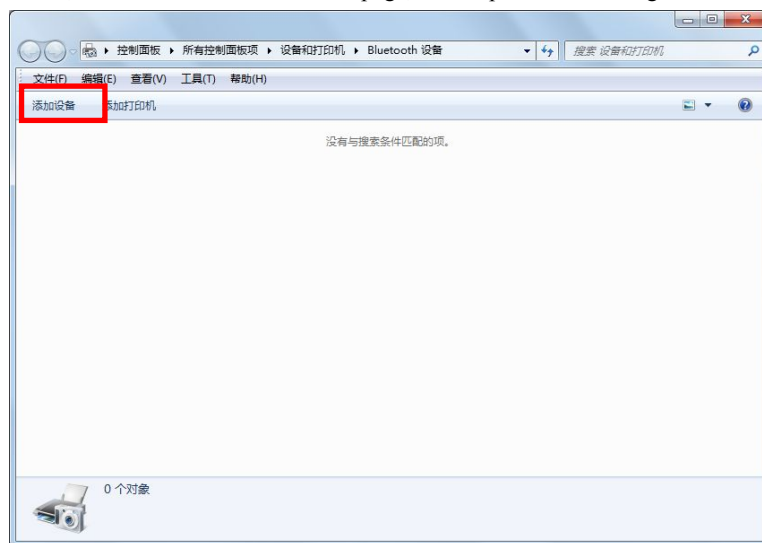 控制面板 ▸ 所有控制面板项 ▸ 设备和打印机 ▸ Bluetooth 设备
搜索 设备和打印机
文件(F) 编辑(E) 查看(V) 工具(T) 帮助(H)
添加设备 添加打印机
没有与搜索条件匹配的项。
0 个对象